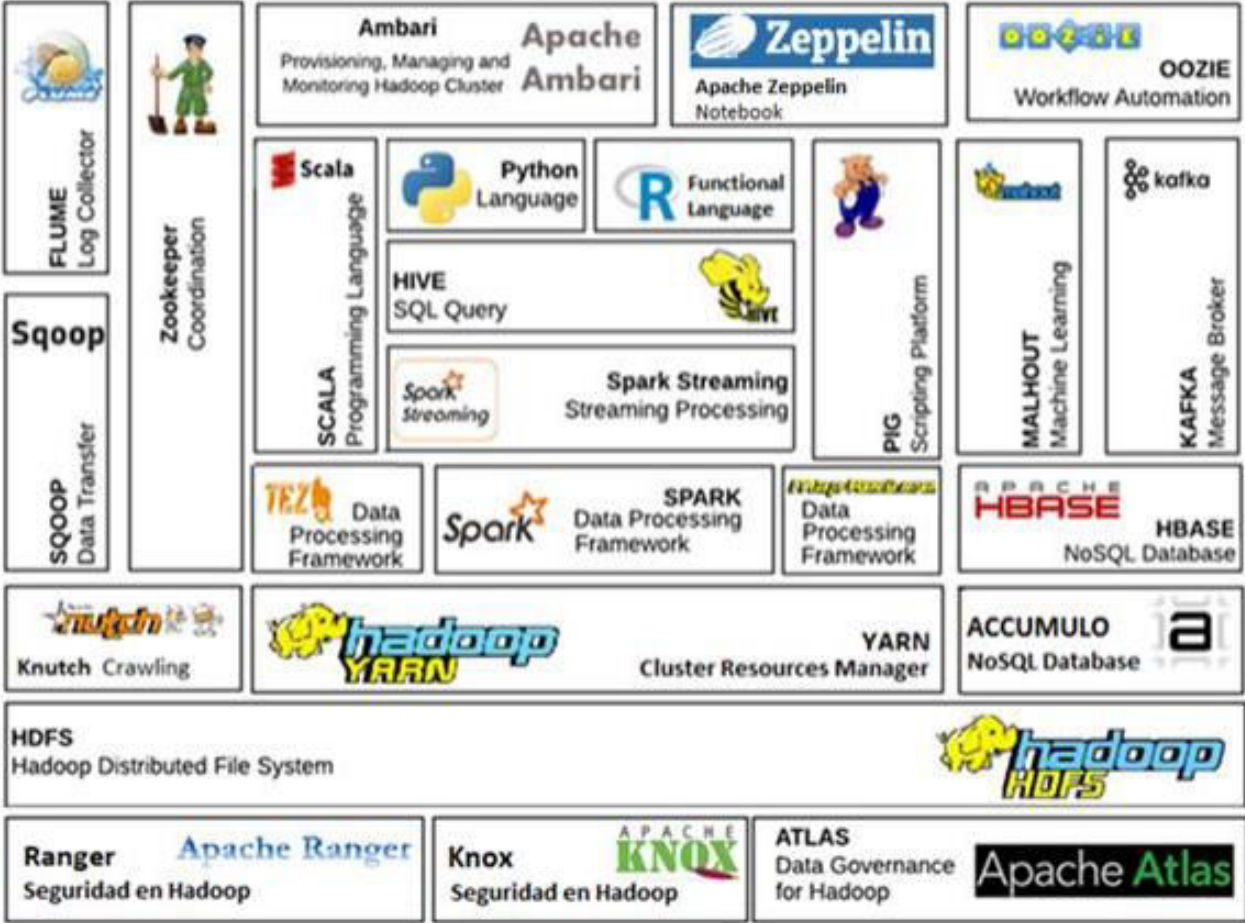 FLUME
Log Collector
Zookeeper
Coordination
Ambari
Provisioning, Managing and
Monitoring Hadoop Cluster
Apache
Ambari
Zeppelin
Apache Zeppelin
Notebook
OOZIE
OOZIE
Workflow Automation
Sqoop
SQOOP
Data Transfer
Scala
SCALA
Programming Language
Python
Language
R
Functional
Language
HIVE
SQL Query
HIVE
Spark
Streaming
Spark Streaming
Streaming Processing
PIG
Scripting Platform
mahout
MALHOUT
Machine Learning
kafka
KAFKA
Message Broker
TEZ
Data
Processing
Framework
Spark
SPARK
Data Processing
Framework
Data
Processing
Framework
APACHE
HBASE
HBASE
NoSQL Database
nutch
Knutch Crawling
hadoop
YARN
YARN
Cluster Resources Manager
ACCUMULO
NoSQL Database
a
HDFS
Hadoop Distributed File System
hadoop
HDFS
Ranger
Apache Ranger
Seguridad en Hadoop
Knox
APACHE
KNOX
Seguridad en Hadoop
ATLAS
Data Governance
for Hadoop
Apache Atlas